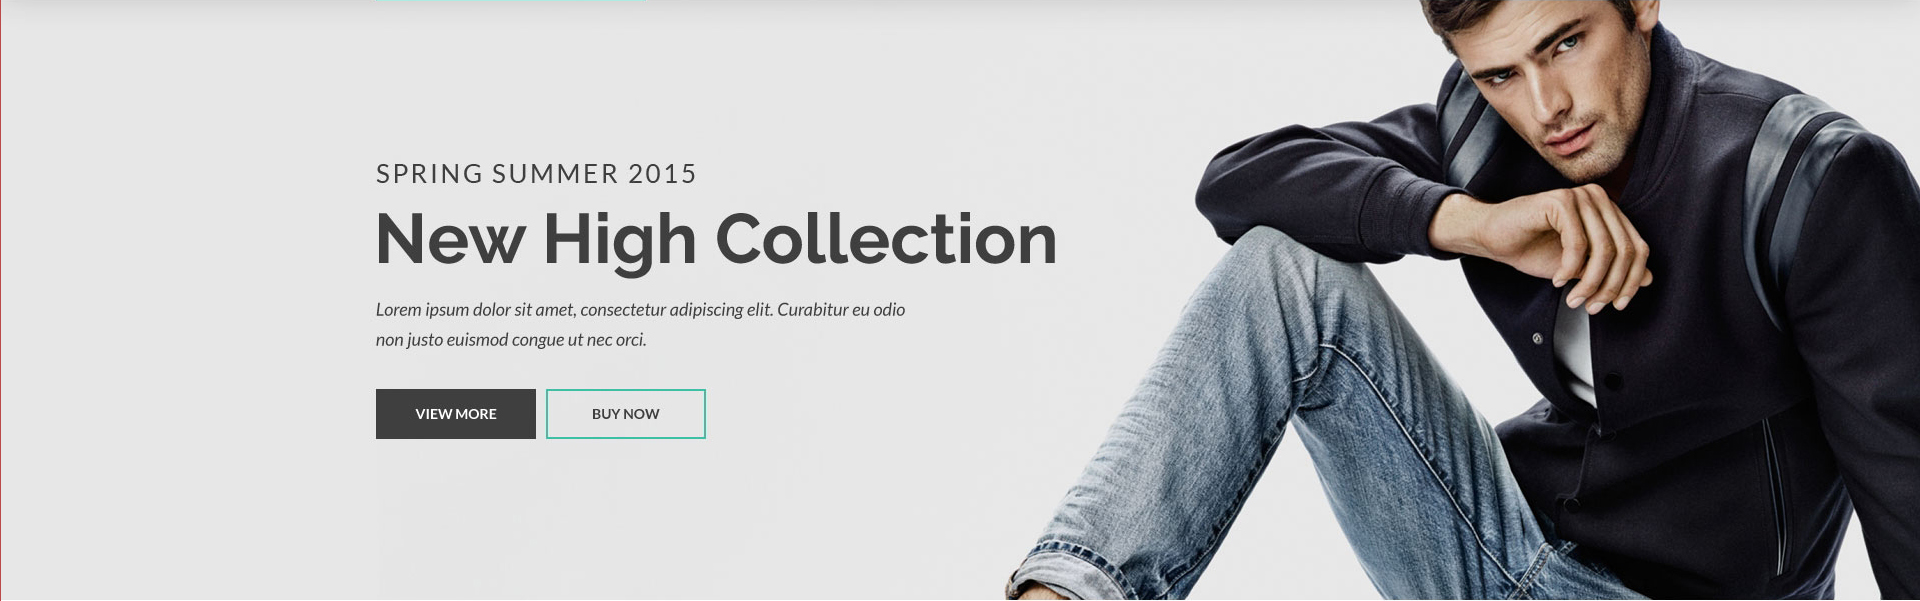 SPRING SUMMER 2015
New High Collection
Lorem ipsum dolor sit amet, consectetur adipiscing elit. Curabitur eu odio
non justo euismod congue ut nec orci.
VIEW MORE
BUY NOW